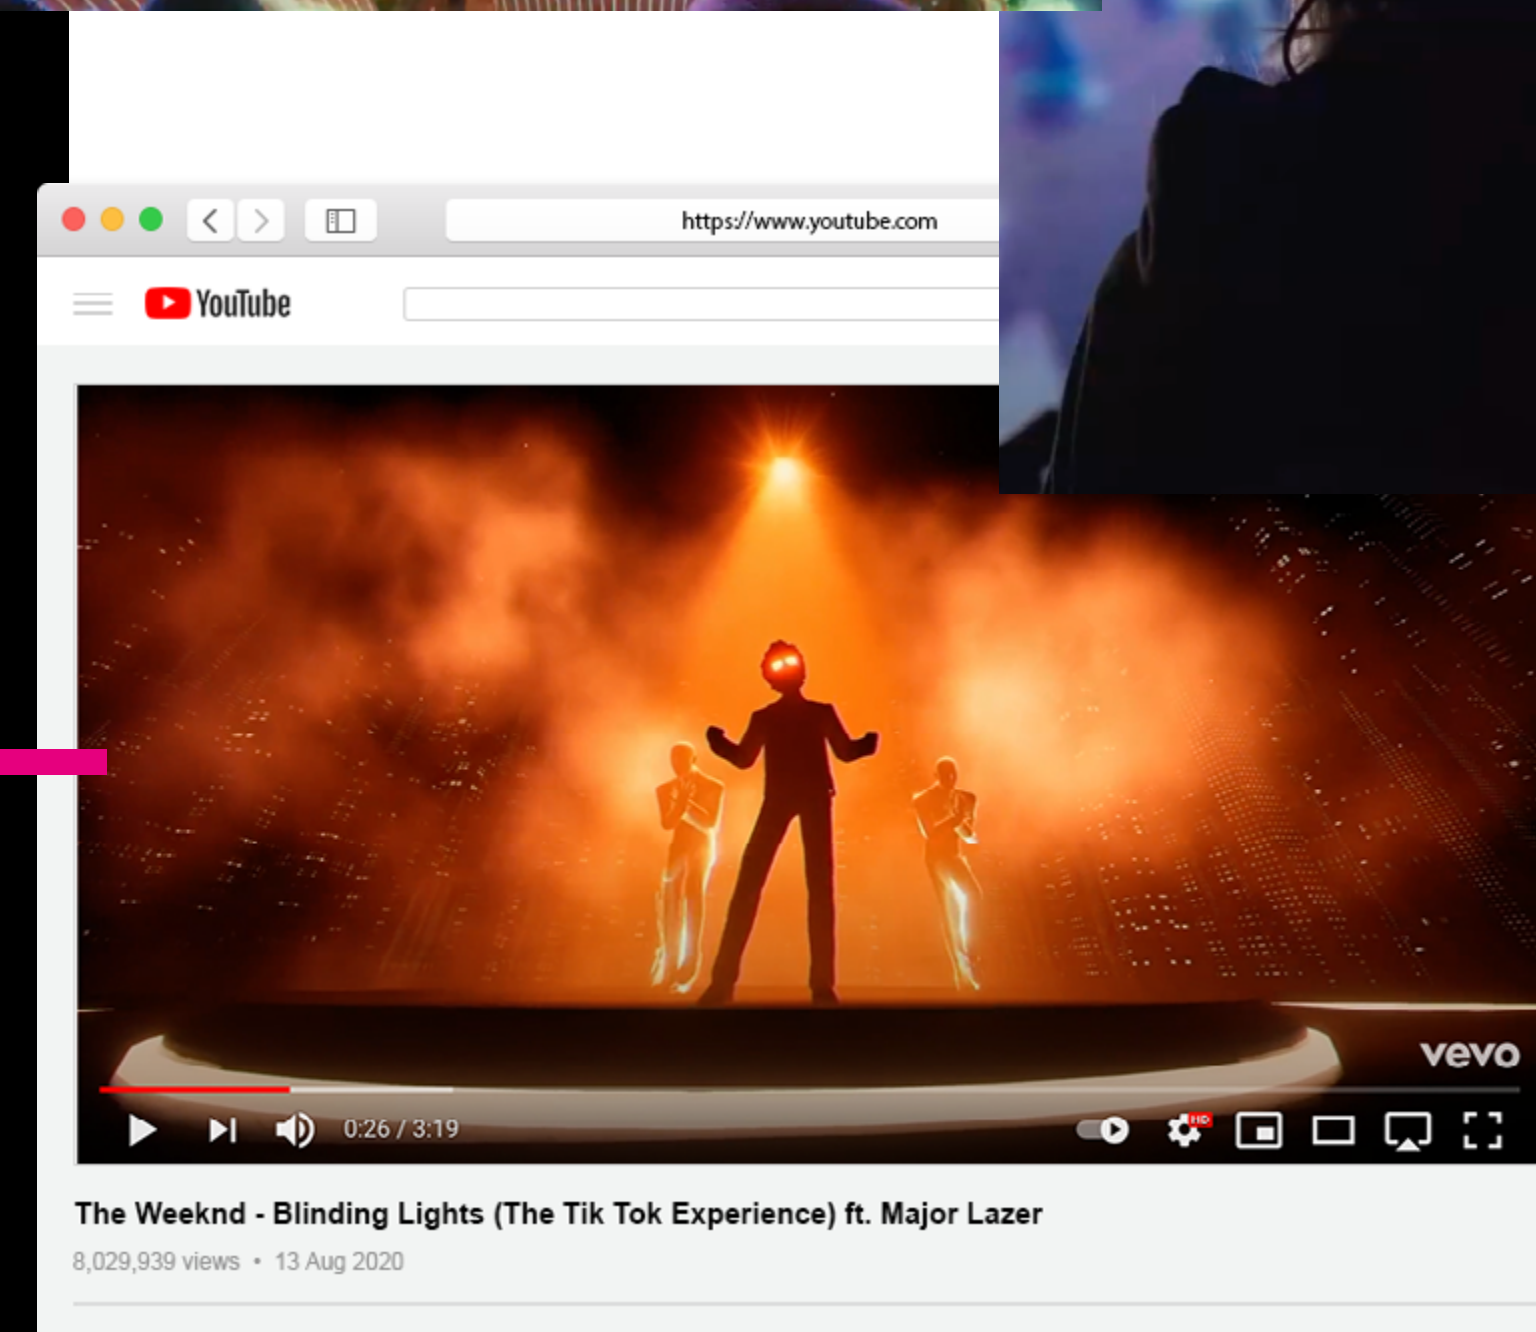 https://www.youtube.com
YouTube
vevo
0:26 / 3:19
HD
The Weeknd - Blinding Lights (The Tik Tok Experience) ft. Major Lazer
8,029,939 views • 13 Aug 2020